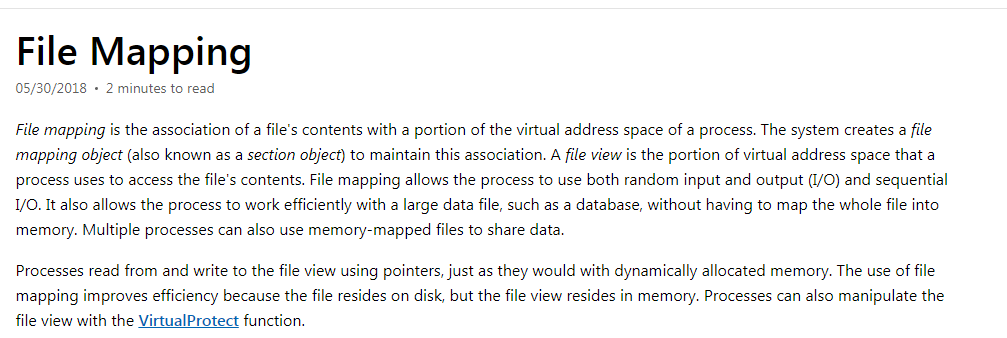 File Mapping
05/30/2018 • 2 minutes to read
File mapping is the association of a file's contents with a portion of the virtual address space of a process. The system creates a file
mapping object (also known as a section object) to maintain this association. A file view is the portion of virtual address space that a
process uses to access the file's contents. File mapping allows the process to use both random input and output (I/O) and sequential
I/O. It also allows the process to work efficiently with a large data file, such as a database, without having to map the whole file into
memory. Multiple processes can also use memory-mapped files to share data.
Processes read from and write to the file view using pointers, just as they would with dynamically allocated memory. The use of file
mapping improves efficiency because the file resides on disk, but the file view resides in memory. Processes can also manipulate the
file view with the VirtualProtect function.